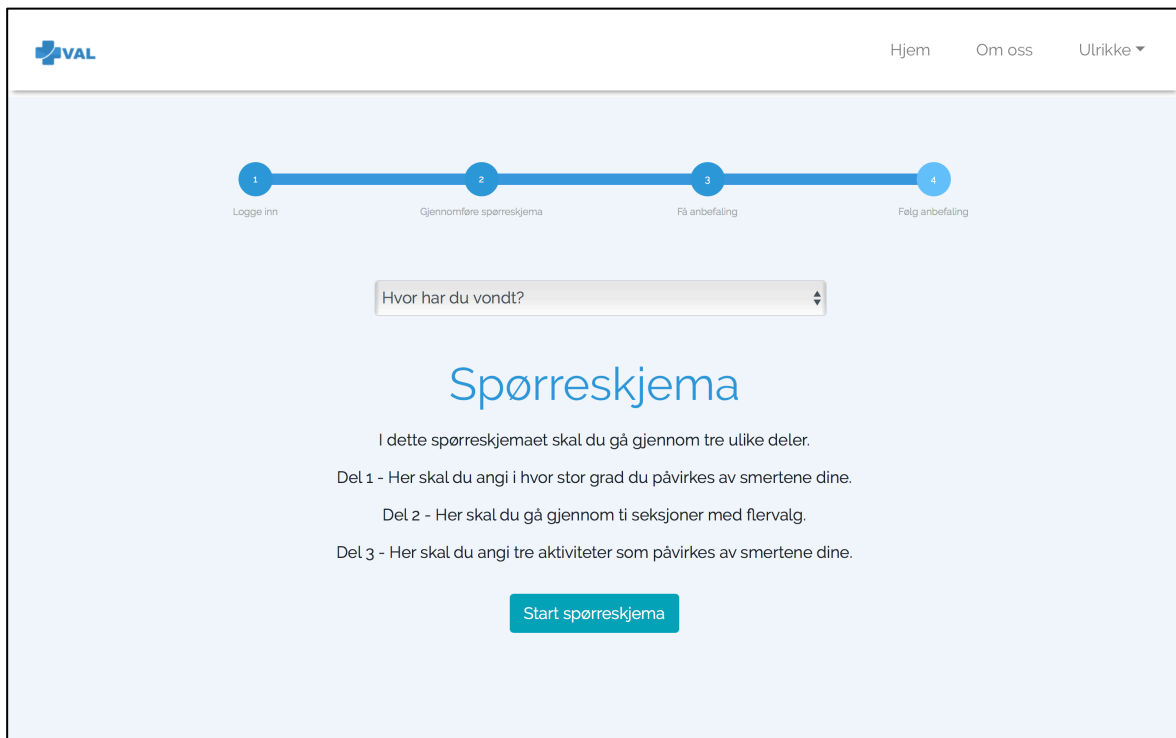 VAL
Hjem Om oss Ulrikke
1 2 3 4
Logge inn Gjennomføre spørreskjema Få anbefaling Følg anbefaling
Hvor har du vondt?
Spørreskjema
I dette spørreskjemaet skal du gå gjennom tre ulike deler.
Del 1 - Her skal du angi i hvor stor grad du påvirkes av smertene dine.
Del 2 - Her skal du gå gjennom ti seksjoner med flervalg.
Del 3 - Her skal du angi tre aktiviteter som påvirkes av smertene dine.
Start spørreskjema